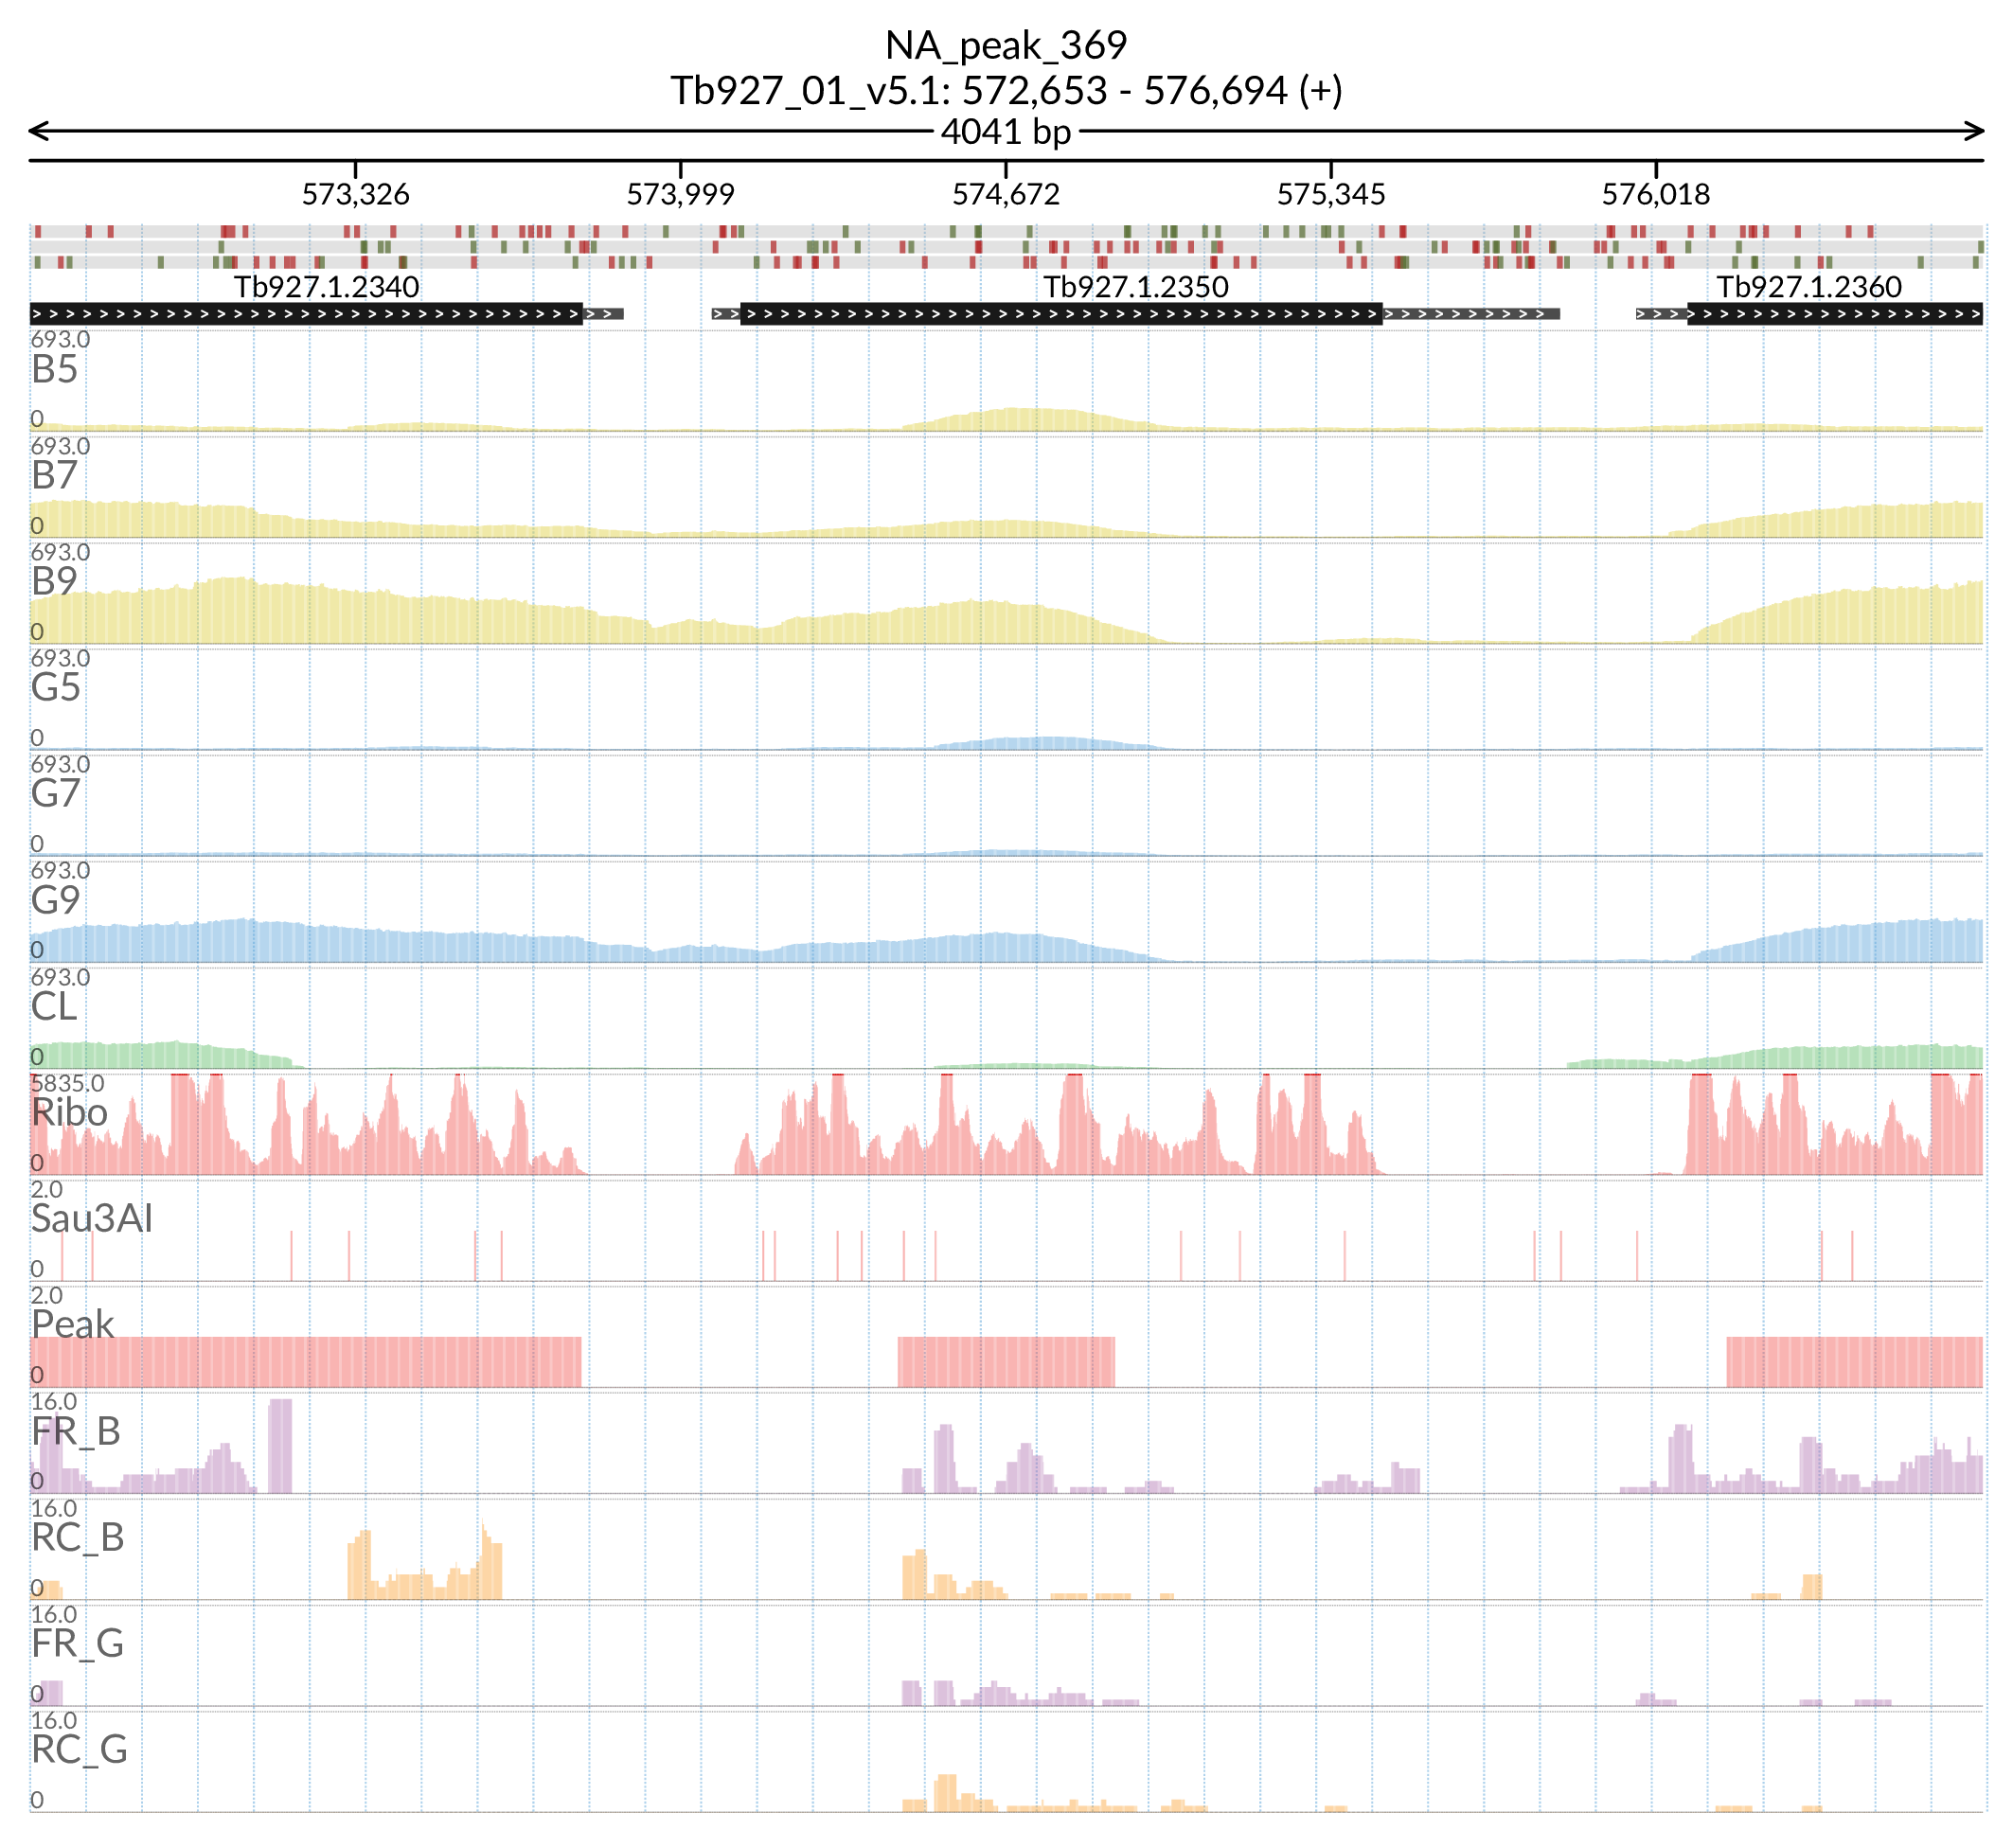 NA_peak_369
Tb927_01_v5.1: 572,653 - 576,694 (+)
4041 bp
573,326 573,999 574,672 575,345 576,018
Tb927.1.2340 Tb927.1.2350 Tb927.1.2360
693.0
B5
0
693.0
B7
0
693.0
B9
0
693.0
G5
0
693.0
G7
0
693.0
G9
0
693.0
CL
0
5835.0
Ribo
0
2.0
Sau3AI
0
2.0
Peak
0
16.0
FR_B
0
16.0
RC_B
0
16.0
FR_G
0
16.0
RC_G
0